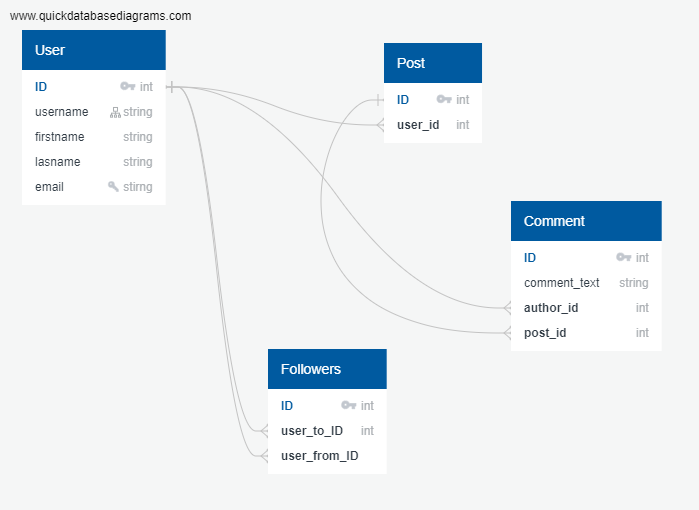 www.quickdatabasediagrams.com
User
ID int
username string
firstname string
lasname string
email stirng
Post
ID int
user_id int
Comment
ID int
comment_text string
author_id int
post_id int
Followers
ID int
user_to_ID int
user_from_ID